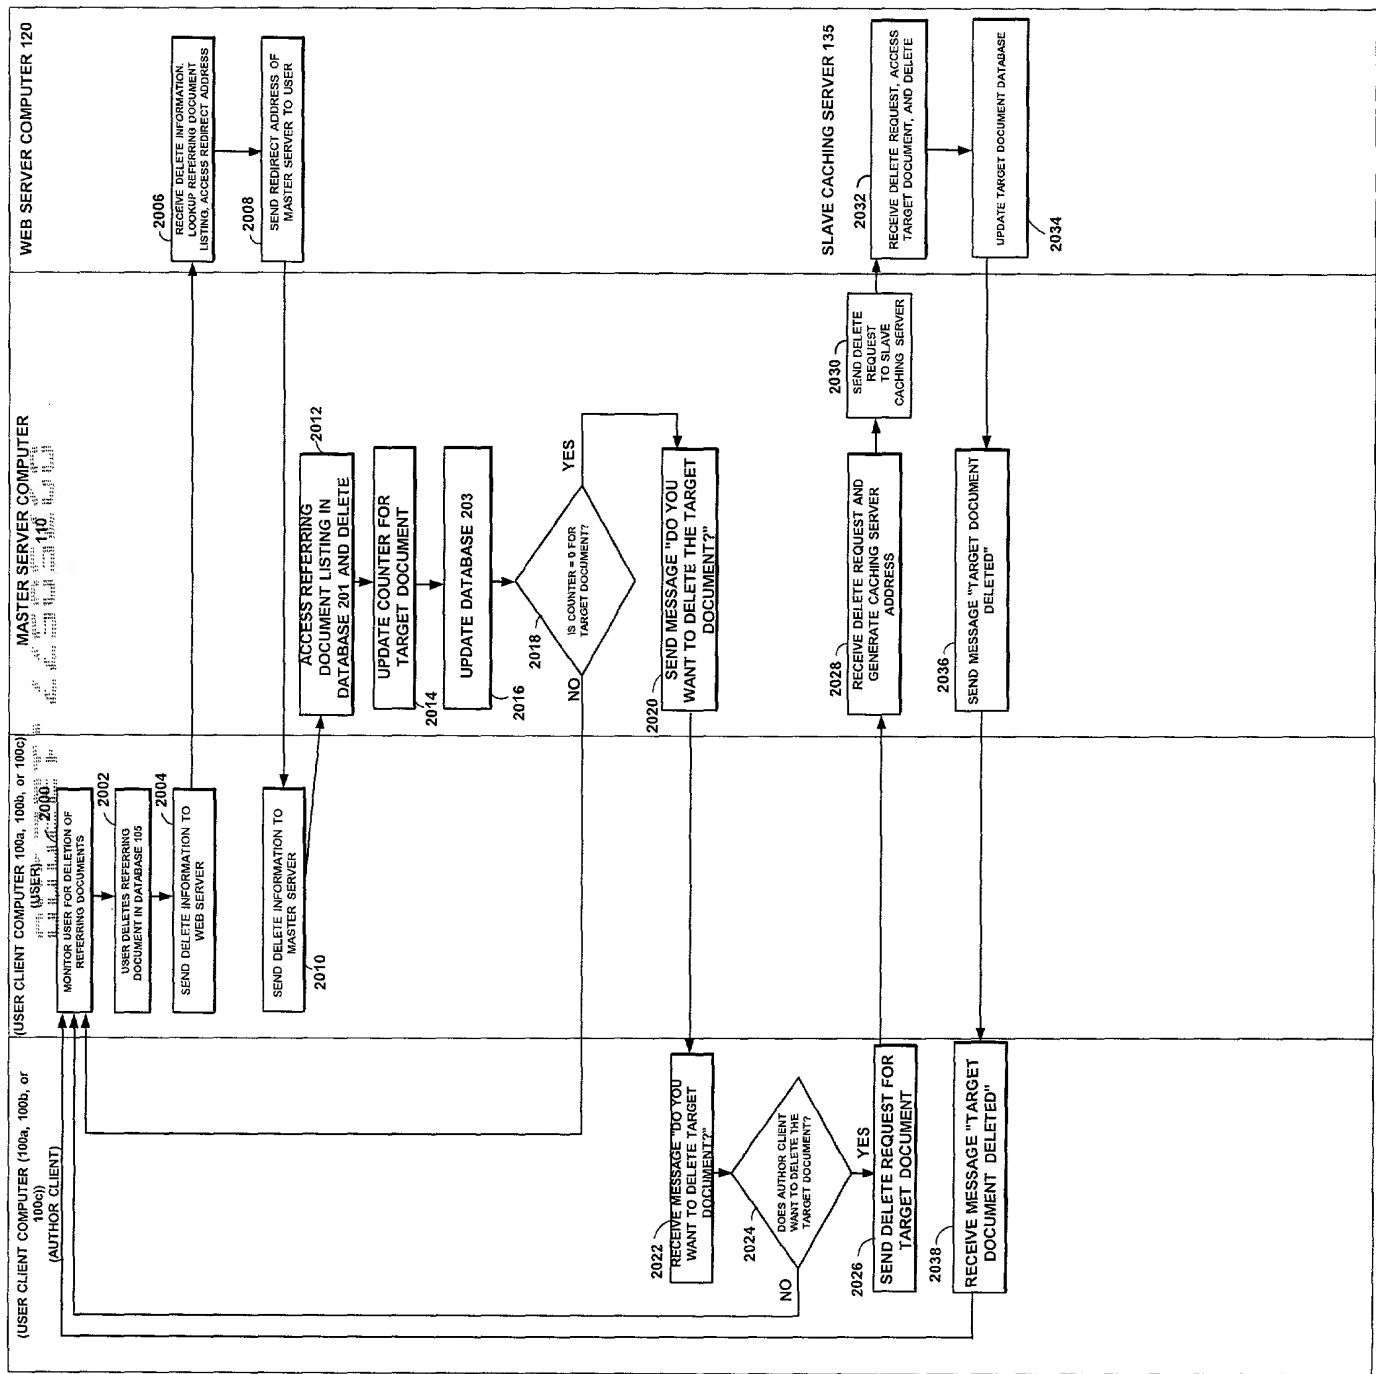 (USER CLIENT COMPUTER (100a, 100b, or
100c))
(AUTHOR CLIENT)
(USER CLIENT COMPUTER 100a, 100b, or 100c)
(USER)
MASTER SERVER COMPUTER
110
WEB SERVER COMPUTER 120
2000
MONITOR USER FOR DELETION OF
REFERRING DOCUMENTS
2002
USER DELETES REFERRING
DOCUMENT IN DATABASE 105
2004
SEND DELETE INFORMATION TO
WEB SERVER
2006
RECEIVE DELETE INFORMATION.
LOOKUP REFERRING DOCUMENT
LISTING, ACCESS REDIRECT ADDRESS
2008
SEND REDIRECT ADDRESS OF
MASTER SERVER TO USER
SEND DELETE INFORMATION TO
MASTER SERVER
2010
2012
ACCESS REFERRING
DOCUMENT LISTING IN
DATABASE 201 AND DELETE
UPDATE COUNTER FOR
TARGET DOCUMENT
2014
UPDATE DATABASE 203
2016
IS COUNTER = 0 FOR
TARGET DOCUMENT?
2018
NO
YES
2020
SEND MESSAGE "DO YOU
WANT TO DELETE THE TARGET
DOCUMENT?"
2022
RECEIVE MESSAGE "DO YOU
WANT TO DELETE TARGET
DOCUMENT?"
2024
DOES AUTHOR CLIENT
WANT TO DELETE THE
TARGET DOCUMENT?
NO
YES
2026
SEND DELETE REQUEST FOR
TARGET DOCUMENT
2028
RECEIVE DELETE REQUEST AND
GENERATE CACHING SERVER
ADDRESS
2030
SEND DELETE
REQUEST
TO SLAVE
CACHING SERVER
SLAVE CACHING SERVER 135
2032
RECEIVE DELETE REQUEST, ACCESS
TARGET DOCUMENT, AND DELETE
UPDATE TARGET DOCUMENT DATABASE
2034
2036
SEND MESSAGE "TARGET DOCUMENT
DELETED"
2038
RECEIVE MESSAGE "TARGET
DOCUMENT DELETED"